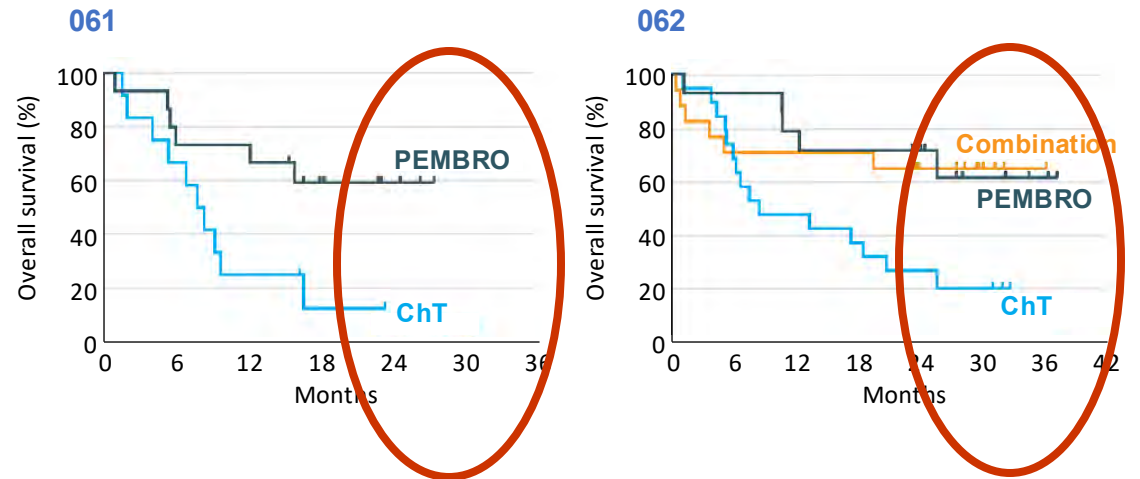 061
Overall survival (%)
100
80
60
40
20
0
PEMBRO
ChT
0 6 12 18 24 30 36
Months
062
Overall survival (%)
100
80
60
40
20
0
Combination
PEMBRO
ChT
0 6 12 18 24 30 36 42
Months